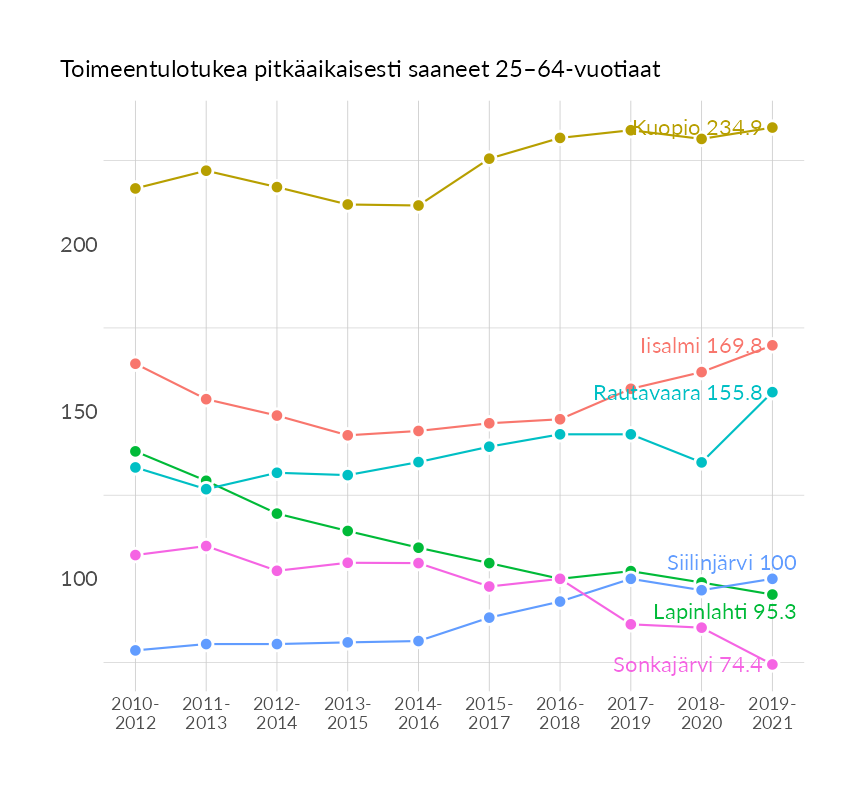 Toimeentulotukea pitkäaikaisesti saaneet 25–64-vuotiaat
Kuopio 234.9
200
Iisalmi 169.8
Rautavaara 155.8
150
Siilinjärvi 100
100
Lapinlahti 95.3
Sonkajärvi 74.4
2010- 2011- 2012- 2013- 2014- 2015- 2016- 2017- 2018- 2019-
2012 2013 2014 2015 2016 2017 2018 2019 2020 2021